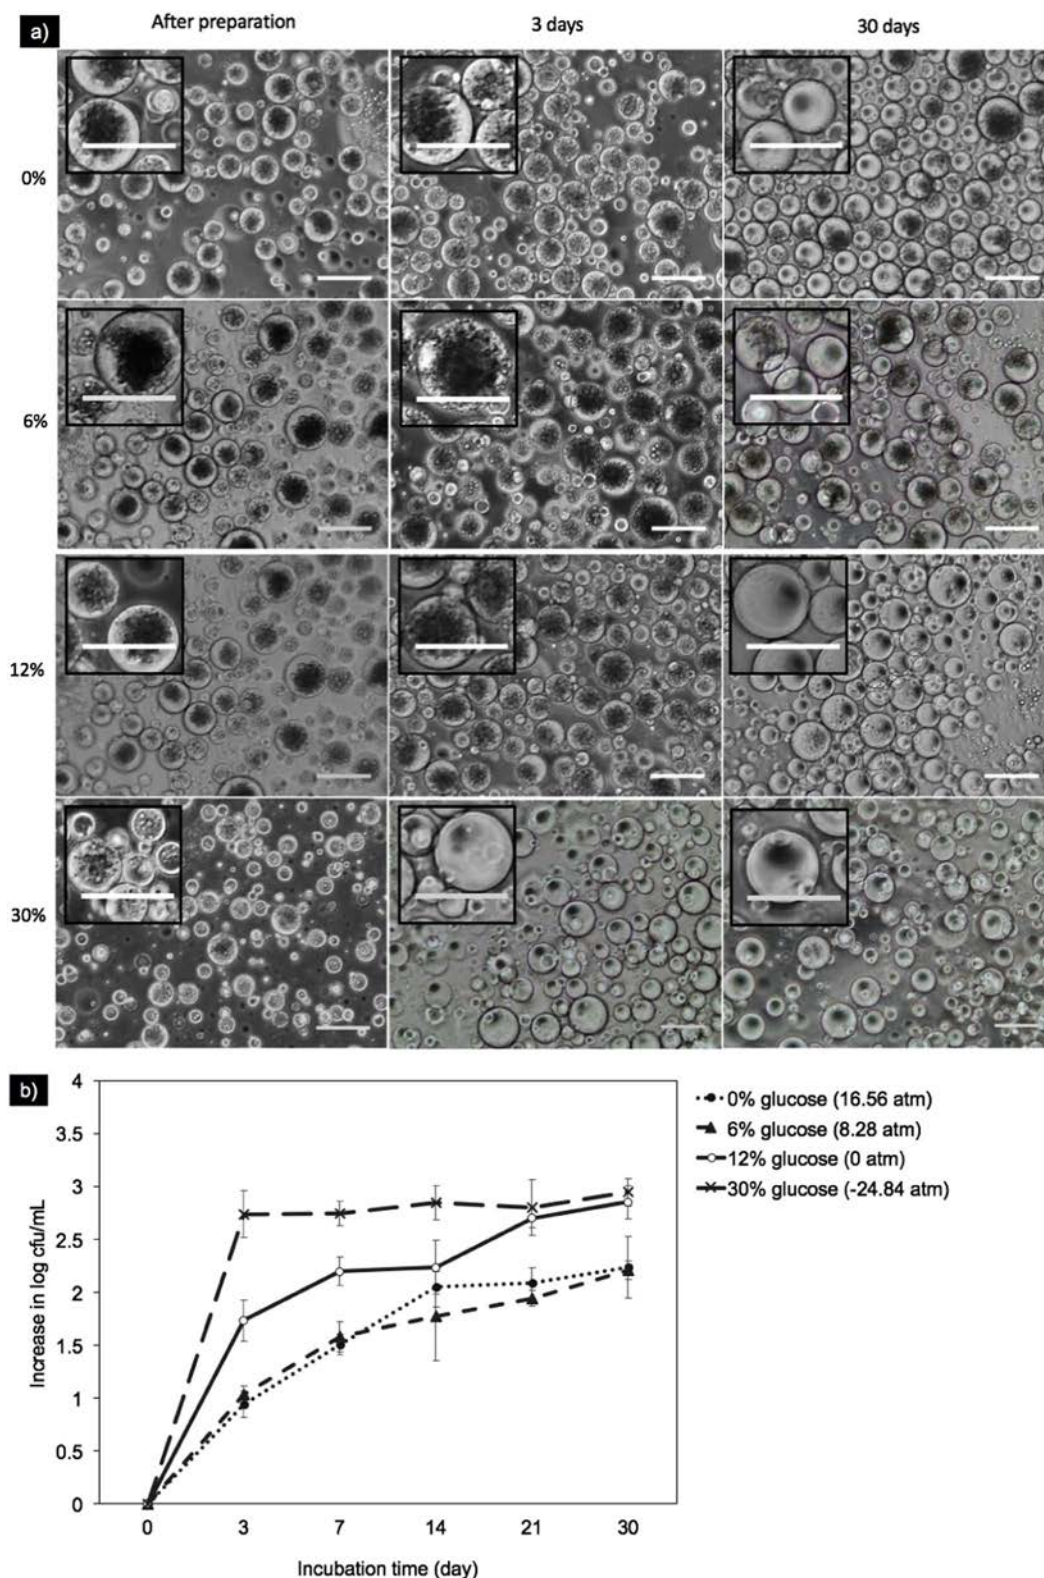 a)
After preparation 3 days 30 days
0%
6%
12%
30%
b)
4
3.5
3
2.5
2
1.5
1
0.5
0
Increase in log cfu/mL
0 3 7 14 21 30
Incubation time (day)
0% glucose (16.56 atm)
6% glucose (8.28 atm)
12% glucose (0 atm)
30% glucose (-24.84 atm)